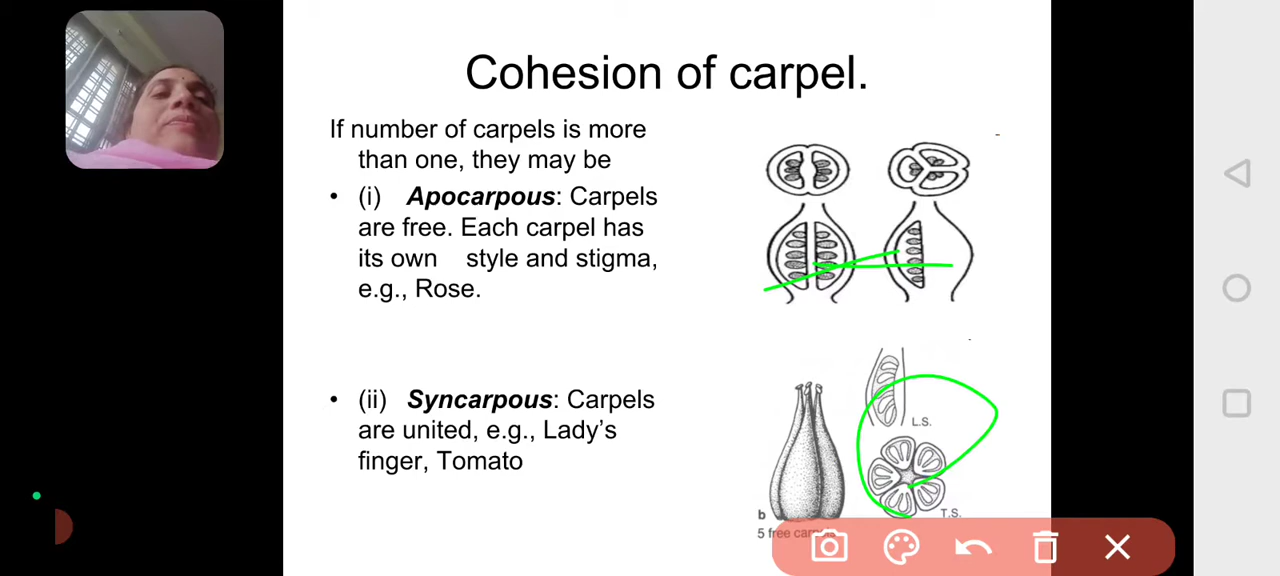 Cohesion of carpel.
If number of carpels is more
than one, they may be
• (i) Apocarpous: Carpels
are free. Each carpel has
its own style and stigma,
e.g., Rose.
• (ii) Syncarpous: Carpels
are united, e.g., Lady's
finger, Tomato
L.S.
T.S.
b
5 free